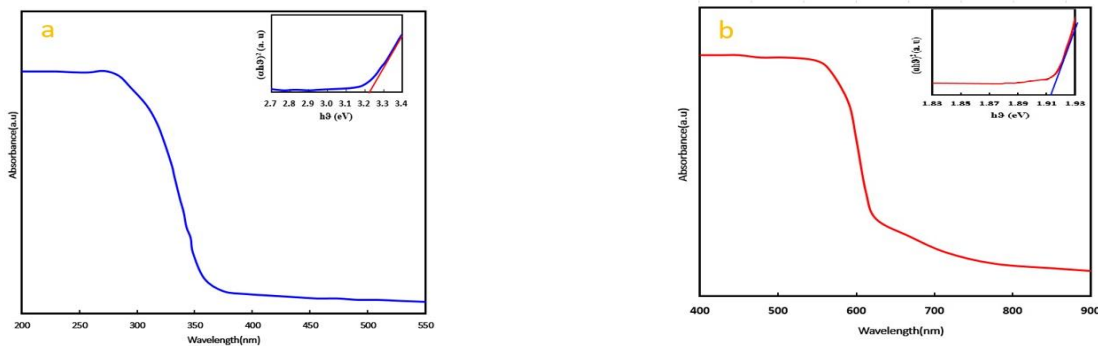 a
Absorbance(a.u)
(αhϑ)² (a. u)
2.7 2.8 2.9 3.0 3.1 3.2 3.3 3.4
hϑ (eV)
200 250 300 350 400 450 500 550
Wavelength(nm)
b
Absorbance(a.u)
(αhϑ)² (a. u)
1.83 1.85 1.87 1.89 1.91 1.93
hϑ (eV)
400 500 600 700 800 900
Wavelength(nm)